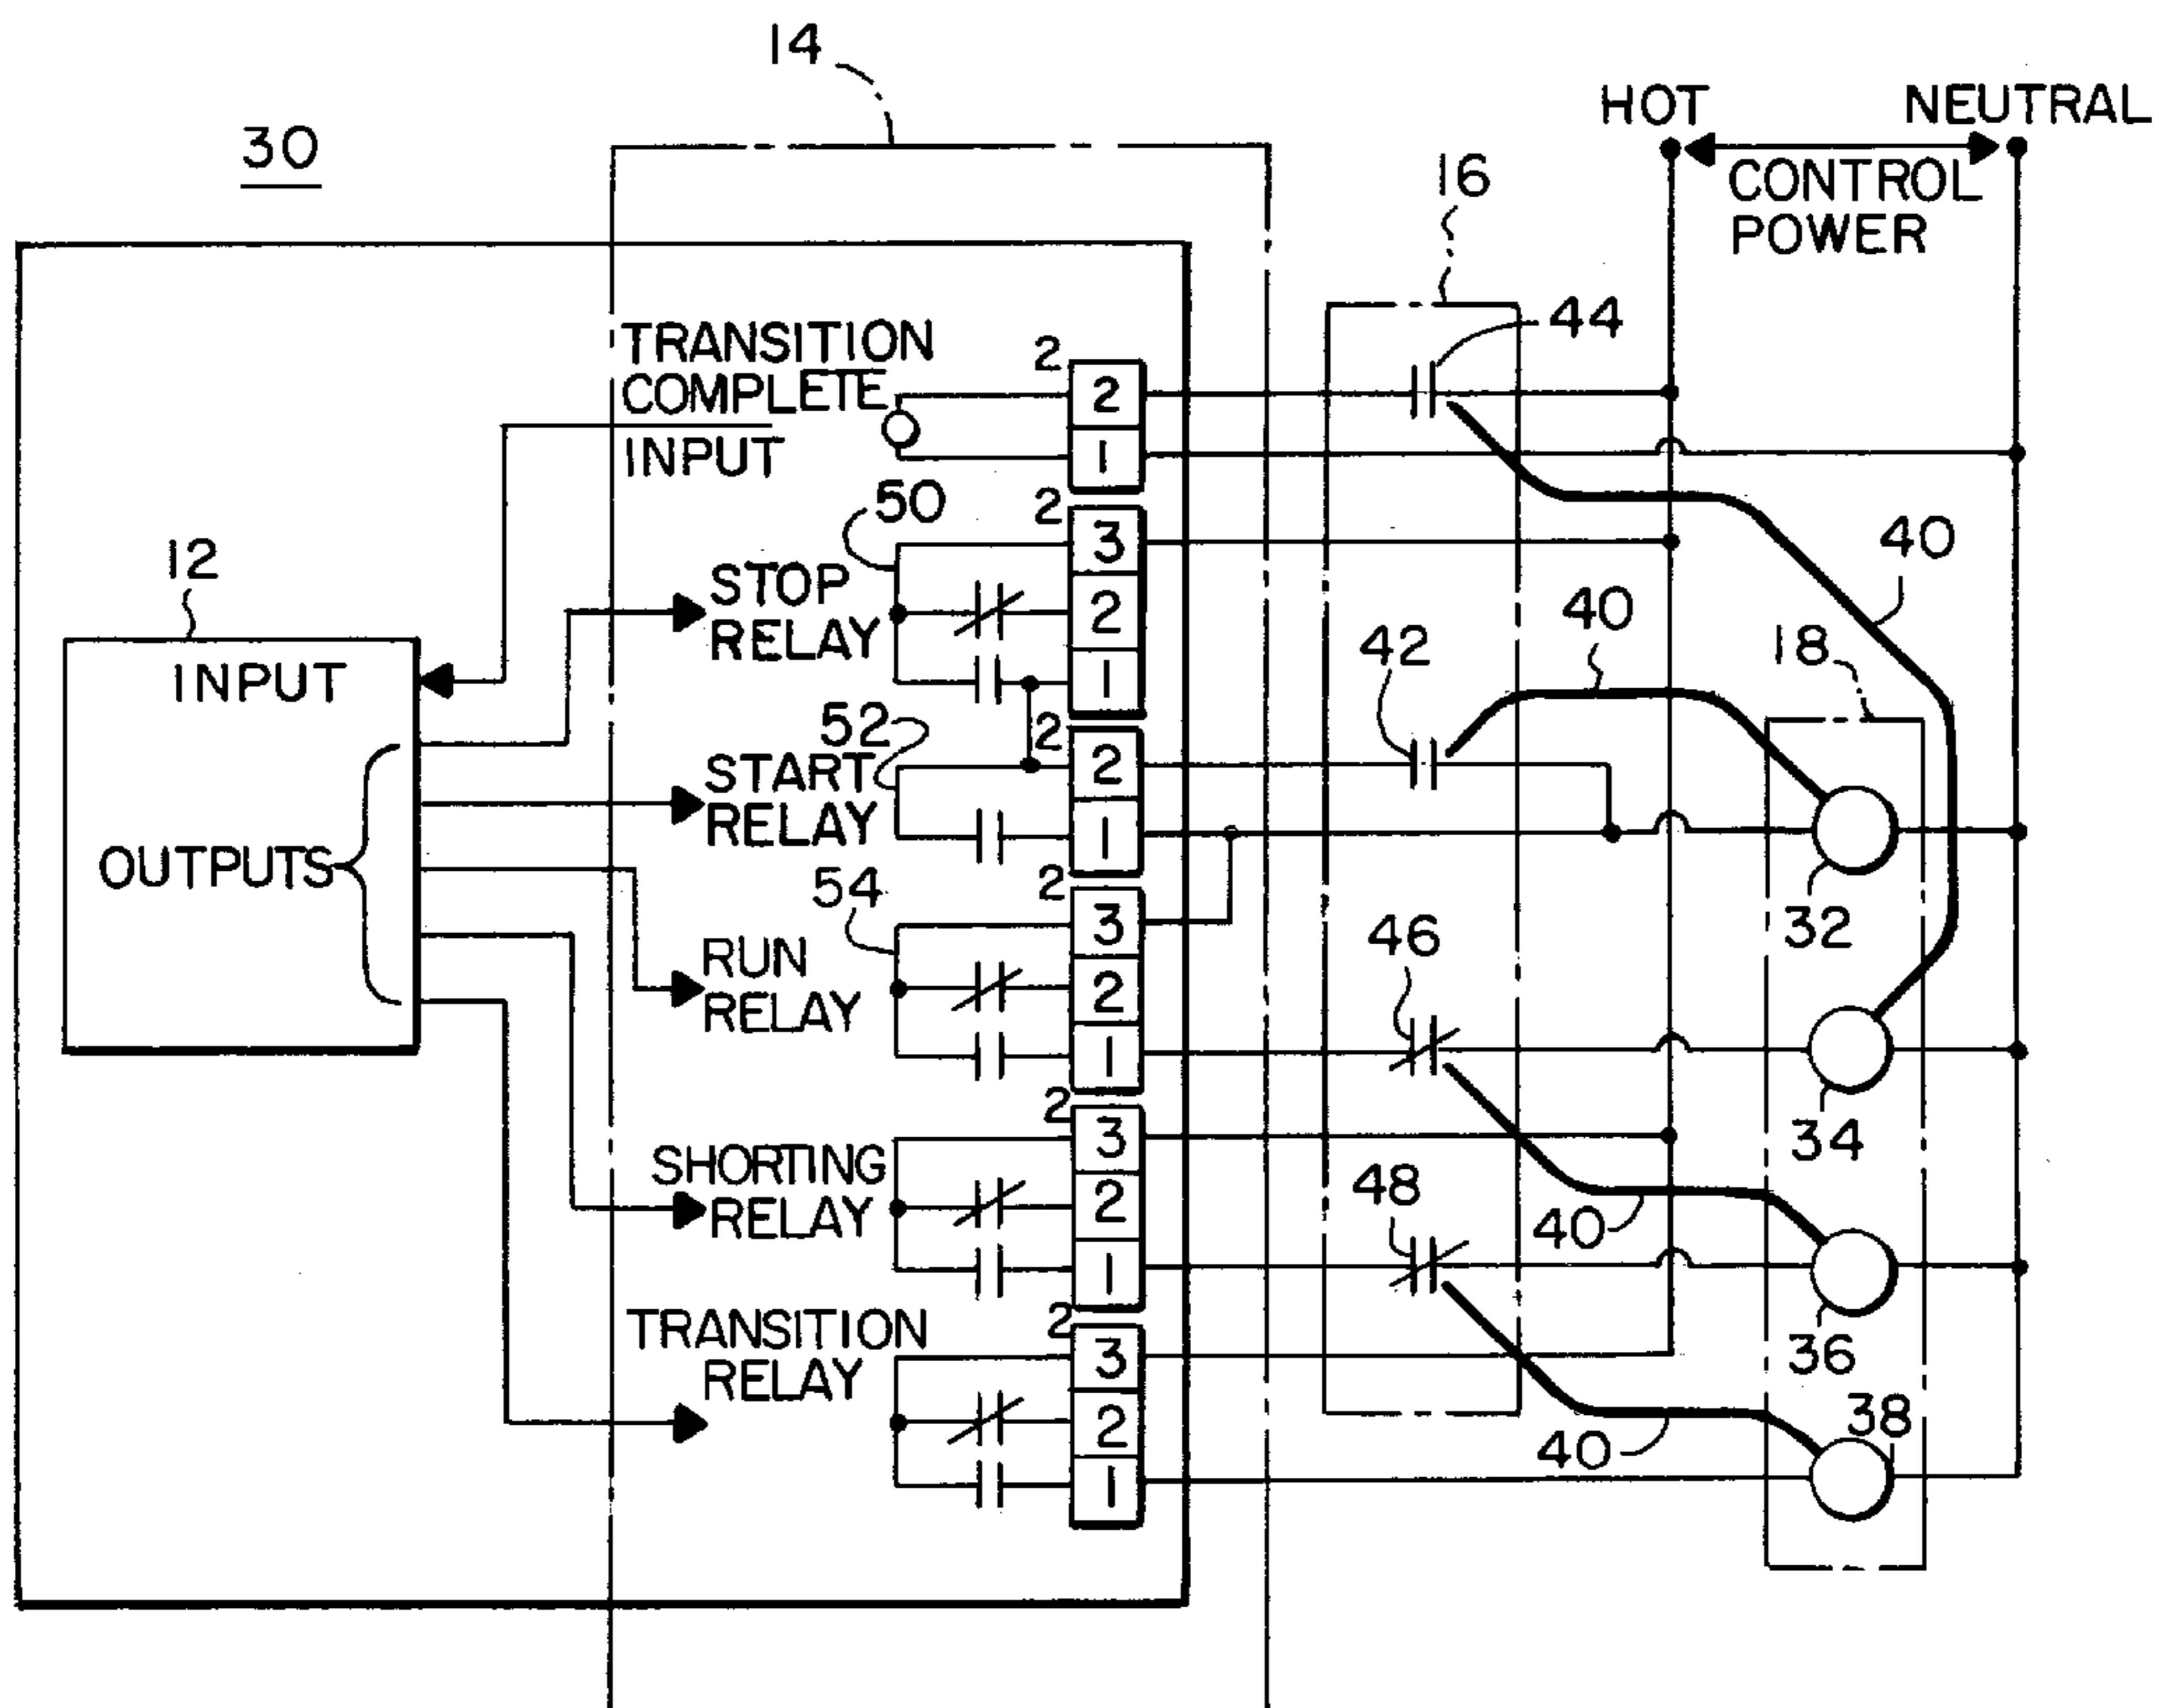 14
HOT
NEUTRAL
30
16
CONTROL
POWER
44
TRANSITION
COMPLETE
INPUT
2
2
1
50
2
3
2
1
40
12
STOP
RELAY
40
18
42
INPUT
52
START
RELAY
2
2
1
OUTPUTS
54
2
3
2
1
32
46
RUN
RELAY
34
2
3
2
1
SHORTING
RELAY
48
40
36
TRANSITION
RELAY
2
3
2
1
38
40